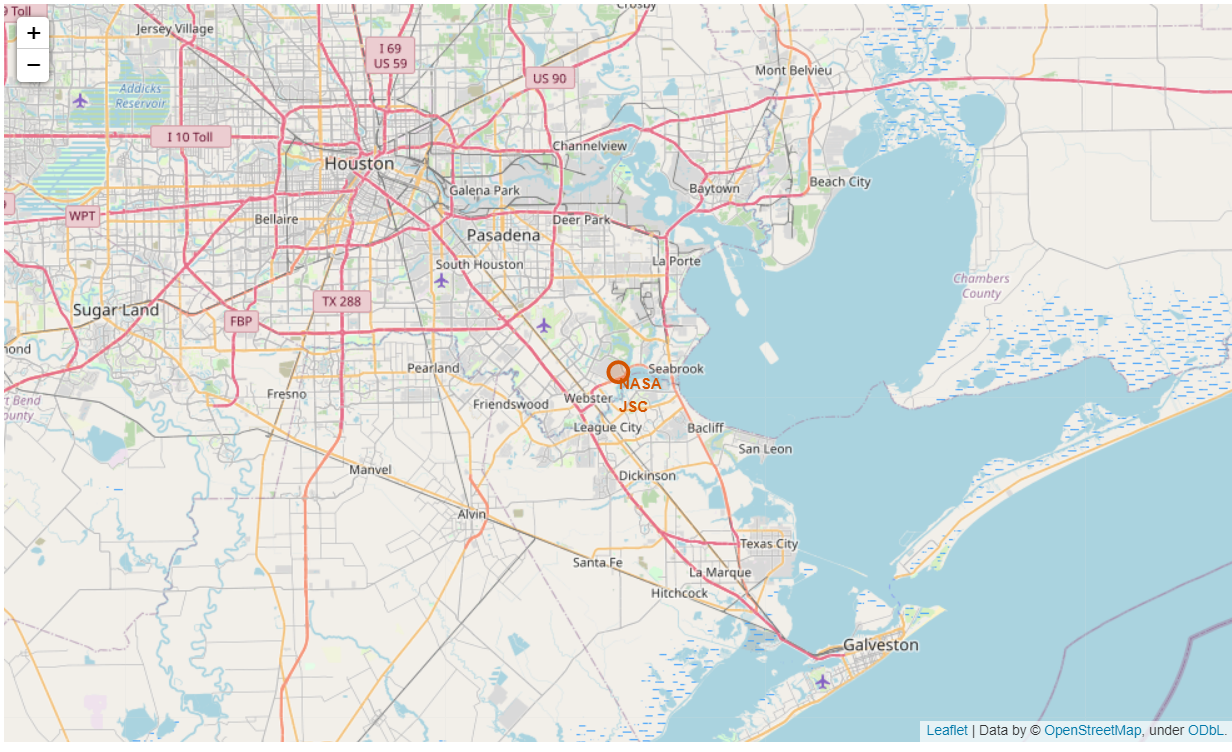 9 Toll
Crosby
+
−
Jersey Village
I 69
US 59
US 90
Mont Belvieu
Addicks
Reservoir
I 10 Toll
Channelview
Houston
Galena Park
Baytown
Beach City
WPT
Bellaire
Deer Park
Pasadena
La Porte
South Houston
Chambers
County
TX 288
Sugar Land
FBP
Pearland
Seabrook
NASA
JSC
Fresno
Friendswood
Webster
League City
Bacliff
San Leon
Manvel
Dickinson
Alvin
Texas City
Santa Fe
La Marque
Hitchcock
Galveston
Leaflet | Data by © OpenStreetMap, under ODbL.